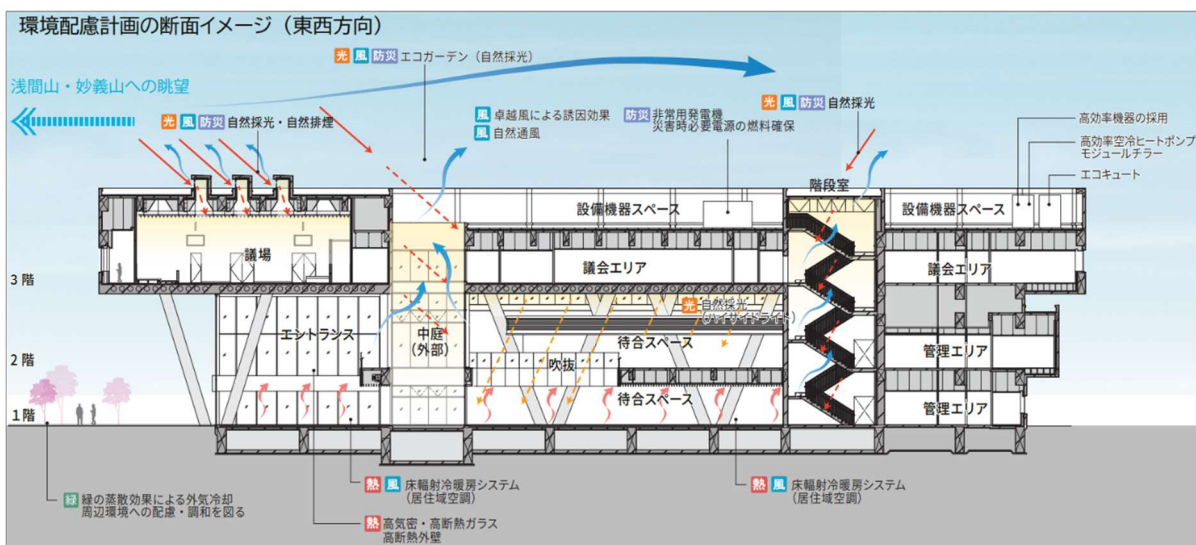 環境配慮計画の断面イメージ（東西方向）
光 風 防災 エコガーデン（自然採光）
浅間山・妙義山への眺望
光 風 防災 自然採光・自然排煙
風 卓越風による誘因効果
風 自然通風
防災 非常用発電機
災害時必要電源の燃料確保
光 風 防災 自然採光
高効率機器の採用
高効率空冷ヒートポンプ
モジュールチラー
エコキュート
階段室
設備機器スペース
設備機器スペース
議場
議会エリア
議会エリア
3階
光 自然採光
（ハイサイドライト）
エントランス
中庭
（外部）
待合スペース
管理エリア
2階
吹抜
待合スペース
管理エリア
1階
熱 風 床輻射冷暖房システム
（居住域空調）
熱 風 床輻射冷暖房システム
（居住域空調）
緑 緑の蒸散効果による外気冷却
周辺環境への配慮・調和を図る
熱 高気密・高断熱ガラス
高断熱外壁